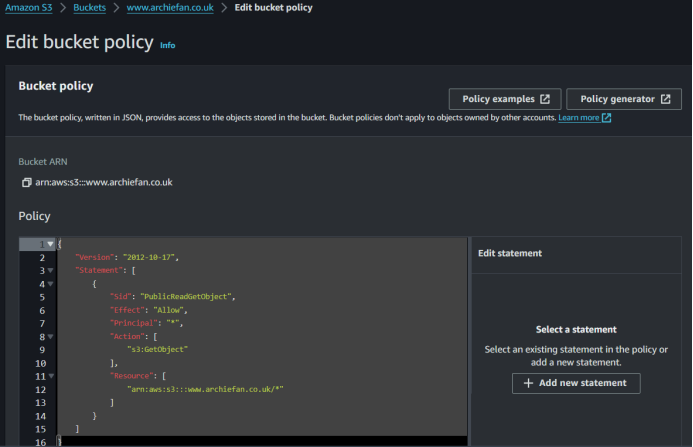 Amazon S3 > Buckets > www.archiefan.co.uk > Edit bucket policy
Edit bucket policy Info
Bucket policy
Policy examples
Policy generator
The bucket policy, written in JSON, provides access to the objects stored in the bucket. Bucket policies don't apply to objects owned by other accounts. Learn more
Bucket ARN
arn:aws:s3:::www.archiefan.co.uk
Policy
1 {
2 "Version": "2012-10-17",
3 "Statement": [
4 {
5 "Sid": "PublicReadGetObject",
6 "Effect": "Allow",
7 "Principal": "*",
8 "Action": [
9 "s3:GetObject"
10 ],
11 "Resource": [
12 "arn:aws:s3:::www.archiefan.co.uk/*"
13 ]
14 }
15 ]
16 }
Edit statement
Select a statement
Select an existing statement in the policy or
add a new statement.
+ Add new statement